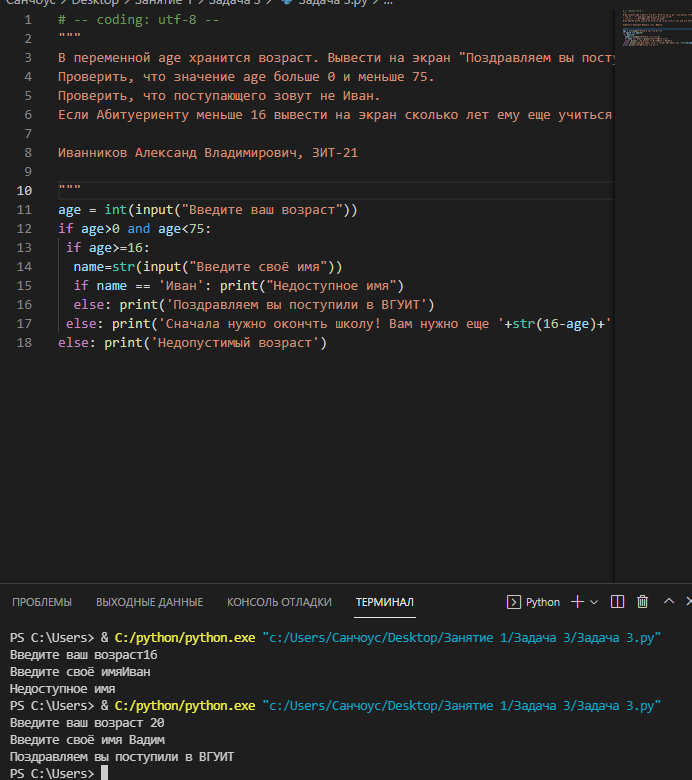 Санчоус > Desktop > Занятие 1 > Задача 3 > Задача 3.py > ...
1 # -- coding: utf-8 --
2 """
3 В переменной age хранится возраст. Вывести на экран "Поздравляем вы пост
4 Проверить, что значение age больше 0 и меньше 75.
5 Проверить, что поступающего зовут не Иван.
6 Если Абитуериенту меньше 16 вывести на экран сколько лет ему еще учиться
7
8 Иванников Александ Владимирович, ЗИТ-21
9
10 """
11 age = int(input("Введите ваш возраст"))
12 if age>0 and age<75:
13 if age>=16:
14 name=str(input("Введите своё имя"))
15 if name == 'Иван': print("Недоступное имя")
16 else: print('Поздравляем вы поступили в ВГУИТ')
17 else: print('Сначала нужно окончть школу! Вам нужно еще '+str(16-age)+'
18 else: print('Недопустимый возраст')
ПРОБЛЕМЫ ВЫХОДНЫЕ ДАННЫЕ КОНСОЛЬ ОТЛАДКИ ТЕРМИНАЛ Python
PS C:\Users> & C:/python/python.exe "c:/Users/Санчоус/Desktop/Занятие 1/Задача 3/Задача 3.py"
Введите ваш возраст16
Введите своё имяИван
Недоступное имя
PS C:\Users> & C:/python/python.exe "c:/Users/Санчоус/Desktop/Занятие 1/Задача 3/Задача 3.py"
Введите ваш возраст 20
Введите своё имя Вадим
Поздравляем вы поступили в ВГУИТ
PS C:\Users>